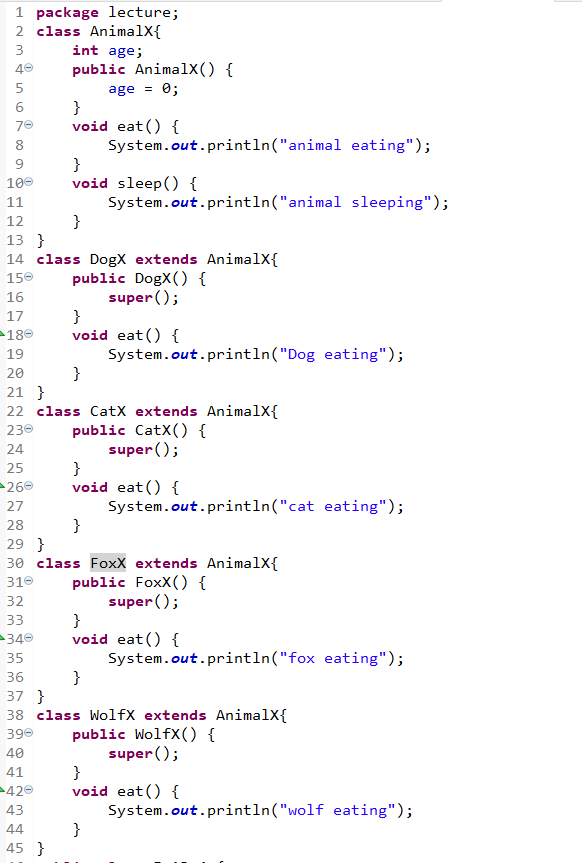 1 package lecture;
2 class AnimalX{
3     int age;
4     public AnimalX() {
5         age = 0;
6     }
7     void eat() {
8         System.out.println("animal eating");
9     }
10     void sleep() {
11         System.out.println("animal sleeping");
12     }
13 }
14 class DogX extends AnimalX{
15     public DogX() {
16         super();
17     }
18     void eat() {
19         System.out.println("Dog eating");
20     }
21 }
22 class CatX extends AnimalX{
23     public CatX() {
24         super();
25     }
26     void eat() {
27         System.out.println("cat eating");
28     }
29 }
30 class FoxX extends AnimalX{
31     public FoxX() {
32         super();
33     }
34     void eat() {
35         System.out.println("fox eating");
36     }
37 }
38 class WolfX extends AnimalX{
39     public WolfX() {
40         super();
41     }
42     void eat() {
43         System.out.println("wolf eating");
44     }
45 }